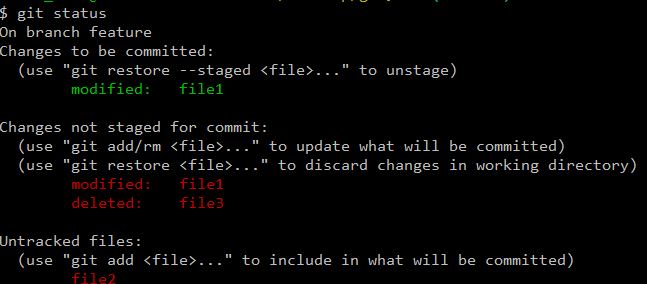 $ git status
On branch feature
Changes to be committed:
  (use "git restore --staged <file>..." to unstage)
        modified:   file1

Changes not staged for commit:
  (use "git add/rm <file>..." to update what will be committed)
  (use "git restore <file>..." to discard changes in working directory)
        modified:   file1
        deleted:    file3

Untracked files:
  (use "git add <file>..." to include in what will be committed)
        file2